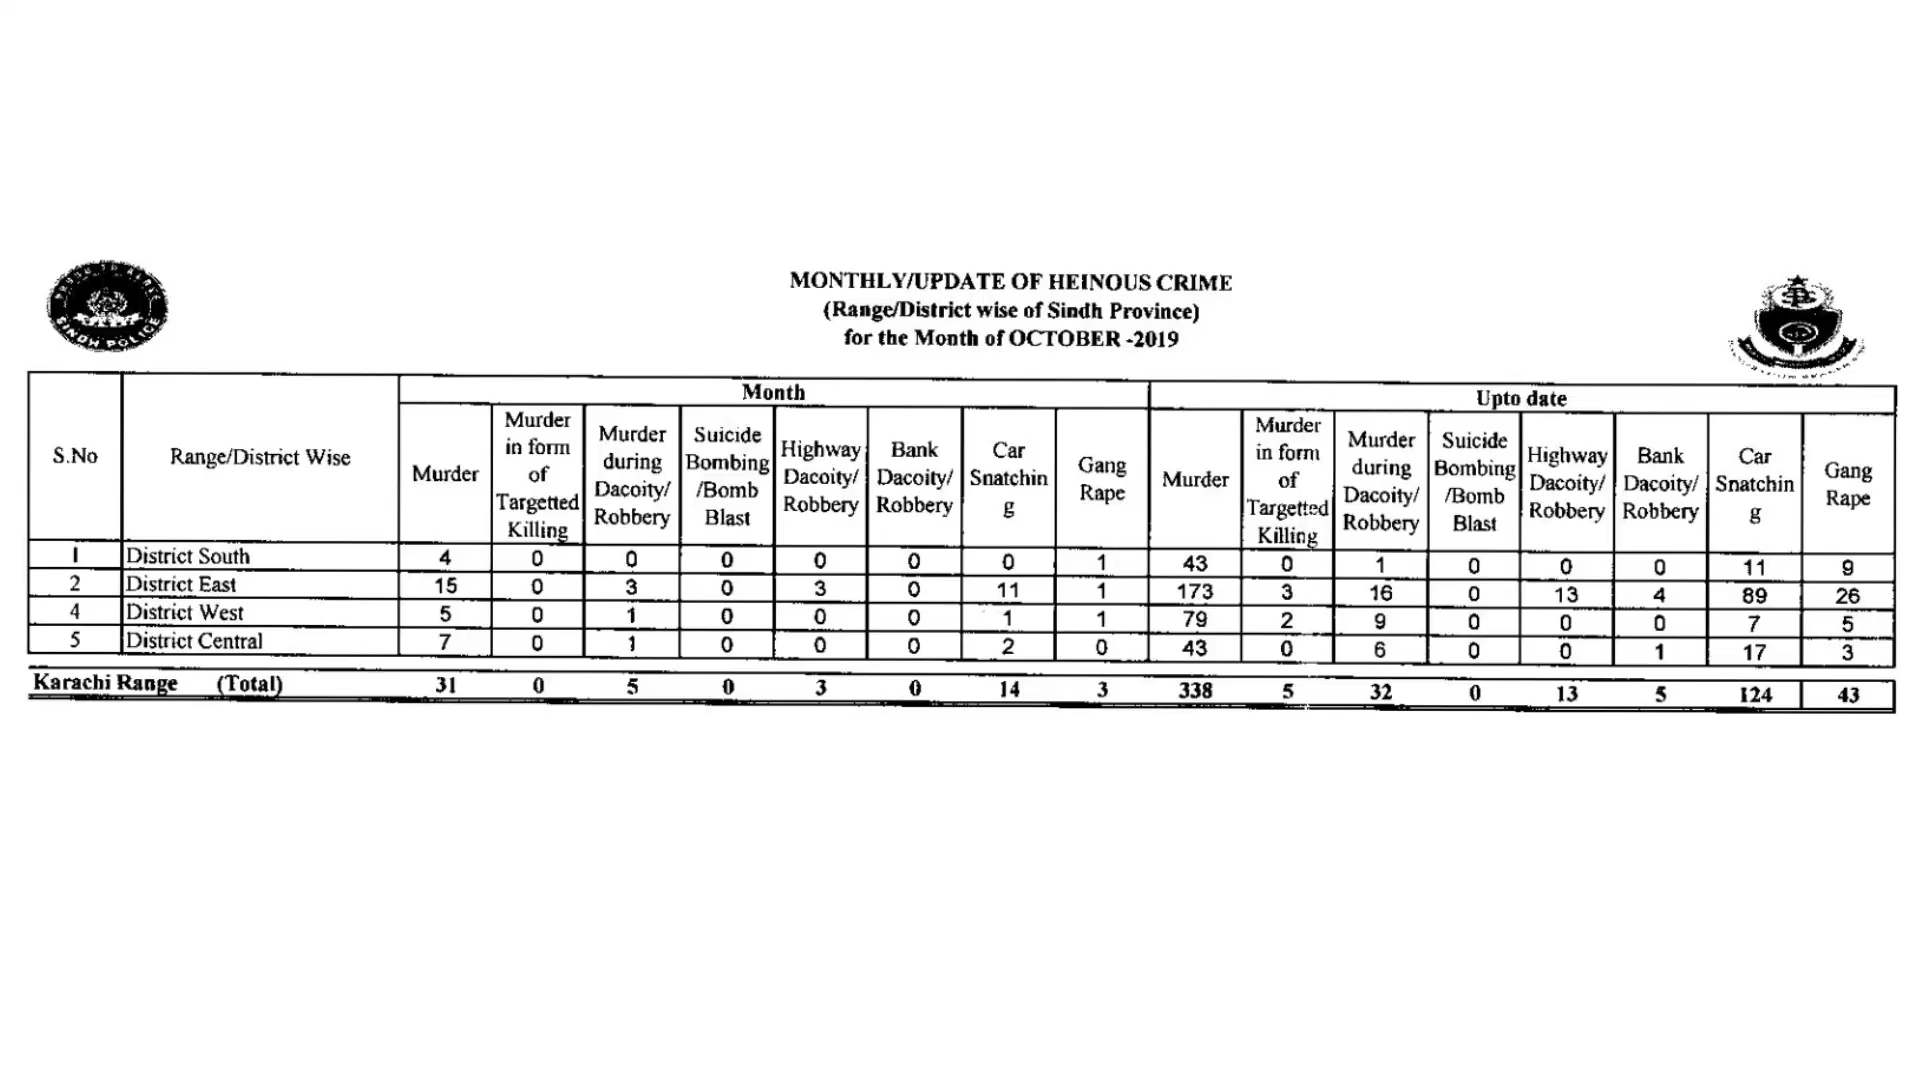 PROUD TO SERVE
SINDH POLICE
MONTHLY/UPDATE OF HEINOUS CRIME
(Range/District wise of Sindh Province)
for the Month of OCTOBER -2019
S.No Range/District Wise Month Upto date
Murder Murder in form of Targetted Killing Murder during Dacoity/ Robbery Suicide Bombing /Bomb Blast Highway Dacoity/ Robbery Bank Dacoity/ Robbery Car Snatchin g Gang Rape Murder Murder in form of Targetted Killing Murder during Dacoity/ Robbery Suicide Bombing /Bomb Blast Highway Dacoity/ Robbery Bank Dacoity/ Robbery Car Snatchin g Gang Rape
1 District South 4 0 0 0 0 0 0 1 43 0 1 0 0 0 11 9
2 District East 15 0 3 0 3 0 11 1 173 3 16 0 13 4 89 26
4 District West 5 0 1 0 0 0 1 1 79 2 9 0 0 0 7 5
5 District Central 7 0 1 0 0 0 2 0 43 0 6 0 0 1 17 3
Karachi Range (Total) 31 0 5 0 3 0 14 3 338 5 32 0 13 5 124 43